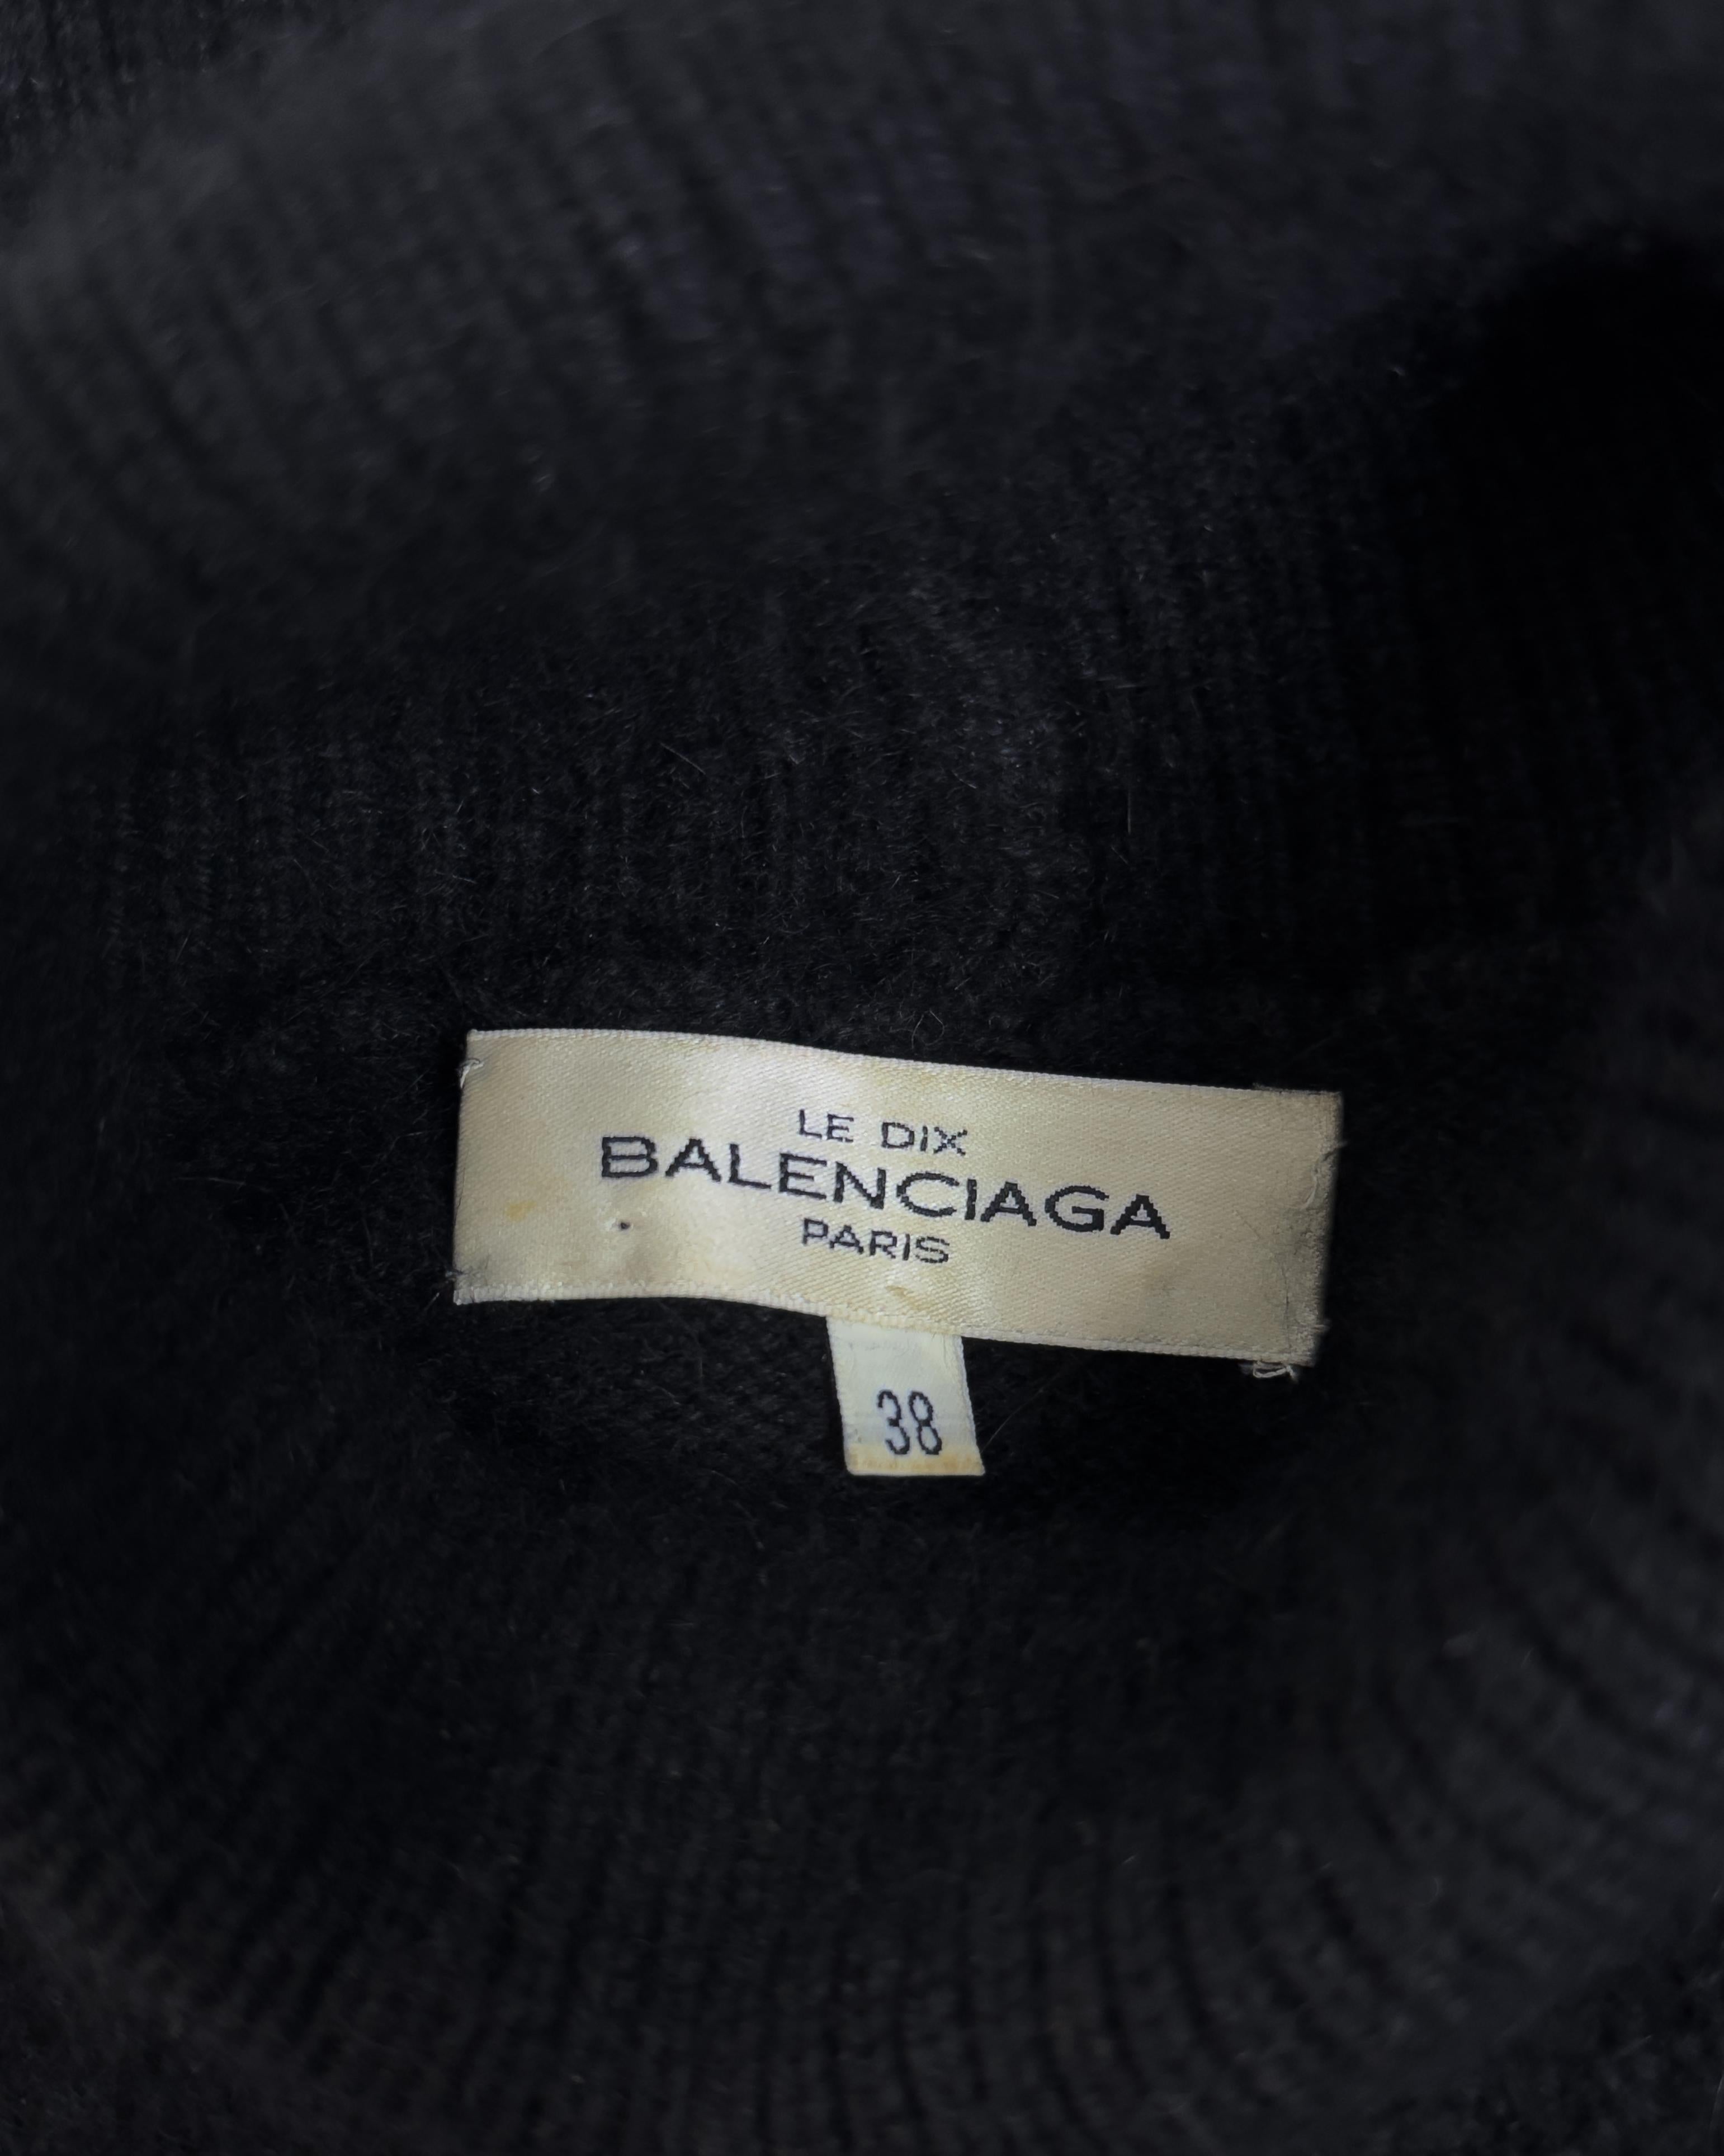 LE DIX
BALENCIAGA
PARIS
38